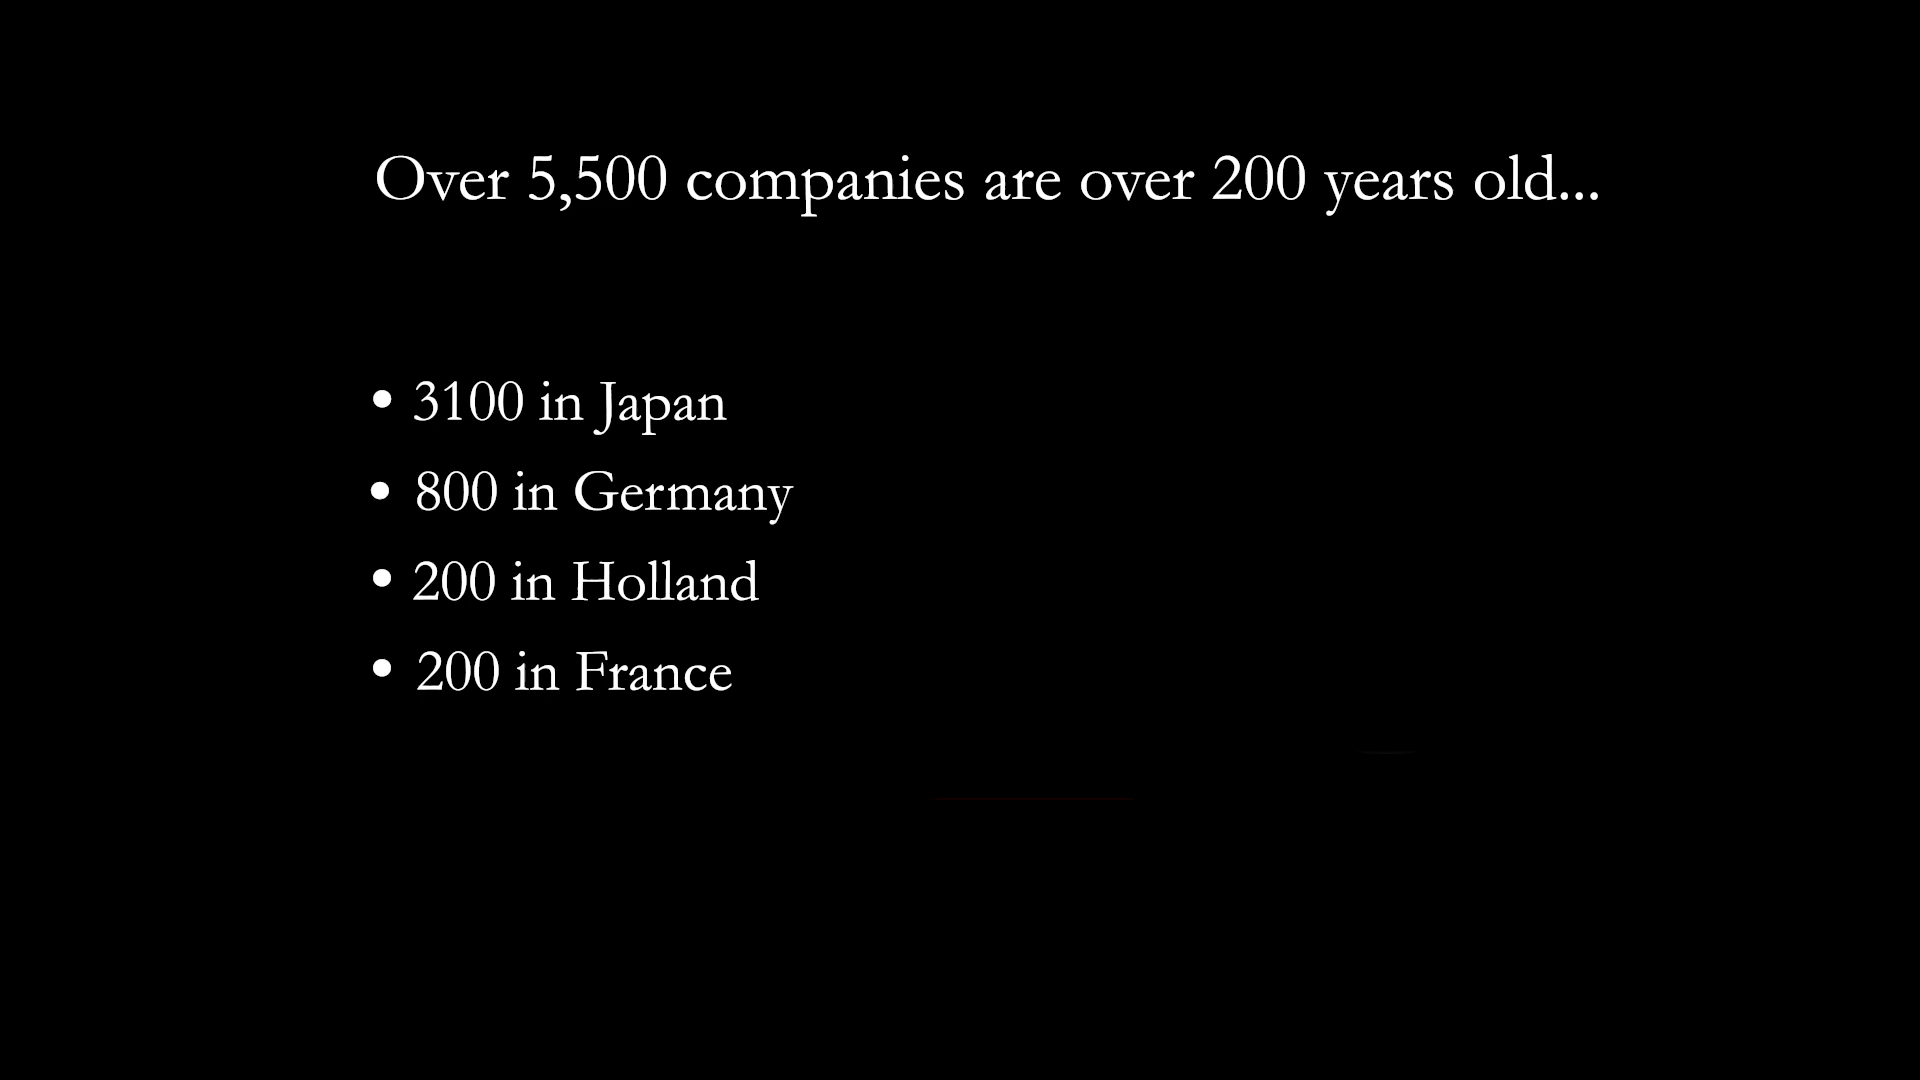 Over 5,500 companies are over 200 years old...
• 3100 in Japan
• 800 in Germany
• 200 in Holland
• 200 in France